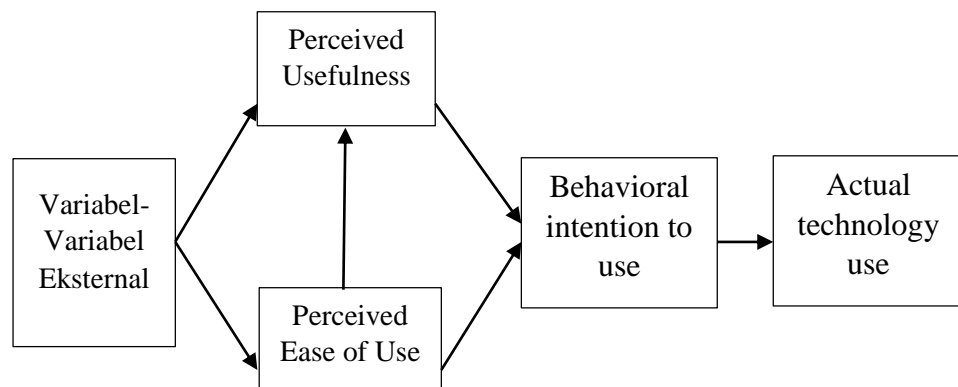 Perceived
Usefulness
Variabel-
Variabel
Eksternal
Perceived
Ease of Use
Behavioral
intention to
use
Actual
technology
use